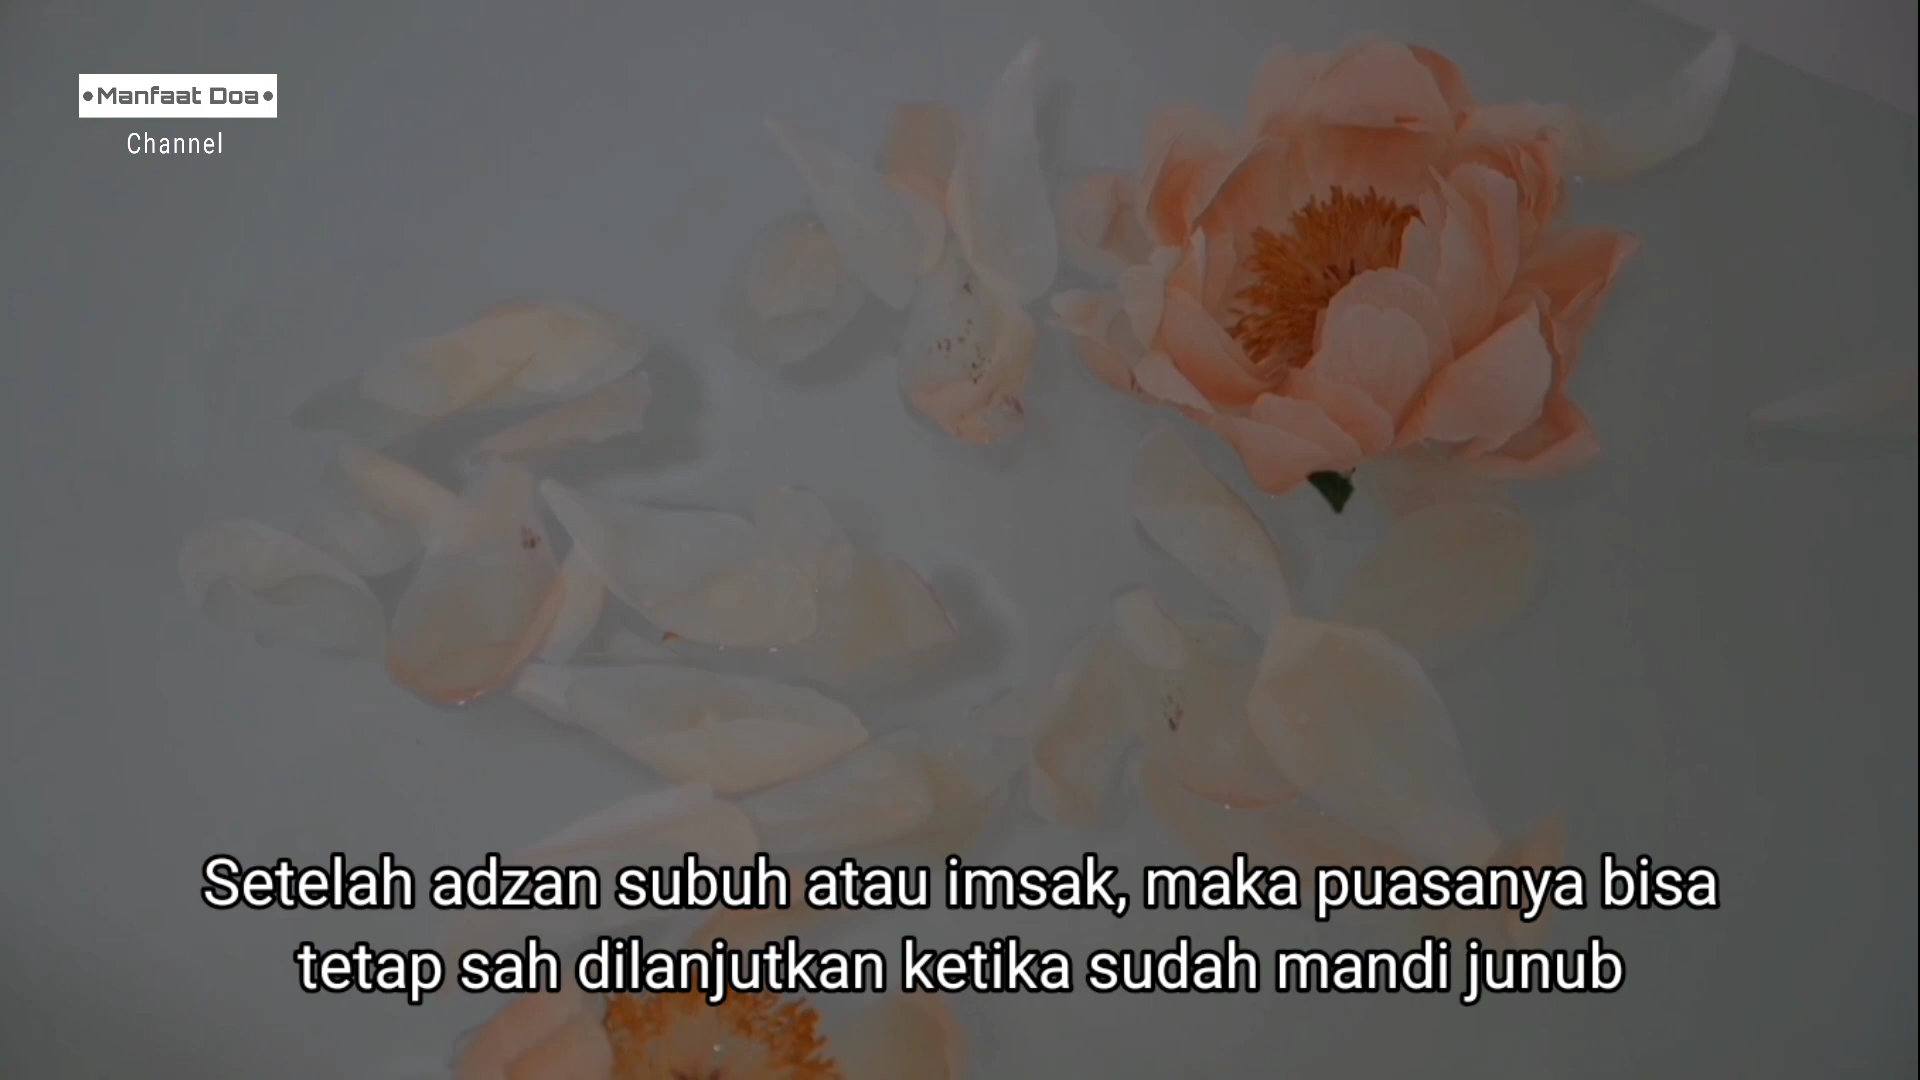 •Manfaat Doa•
Channel
Setelah adzan subuh atau imsak, maka puasanya bisa
tetap sah dilanjutkan ketika sudah mandi junub